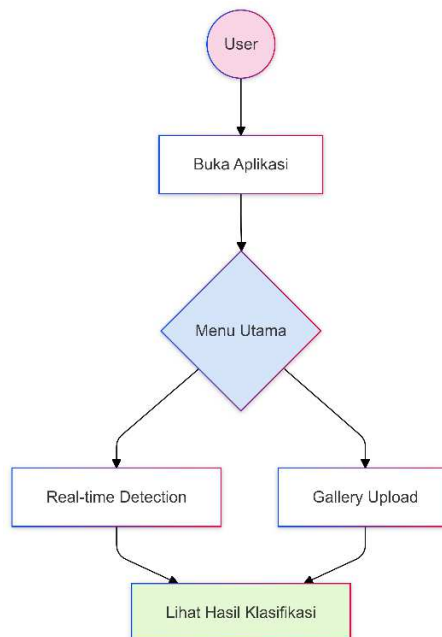 User
Buka Aplikasi
Menu Utama
Real-time Detection
Gallery Upload
Lihat Hasil Klasifikasi